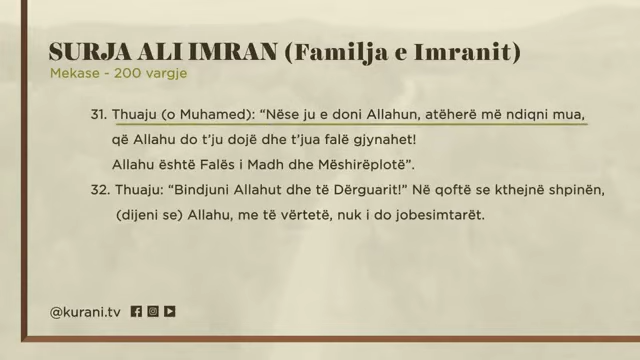 SURJA ALI IMRAN (Familja e Imranit)
Mekase - 200 vargje
31. Thuaju (o Muhamed): “Nëse ju e doni Allahun, atëherë më ndiqni mua,
që Allahu do t’ju dojë dhe t’jua falë gjynahet!
Allahu është Falës i Madh dhe Mëshirëplotë”.
32. Thuaju: “Bindjuni Allahut dhe të Dërguarit!” Në qoftë se kthejnë shpinën,
(dijeni se) Allahu, me të vërtetë, nuk i do jobesimtarët.
@kurani.tv